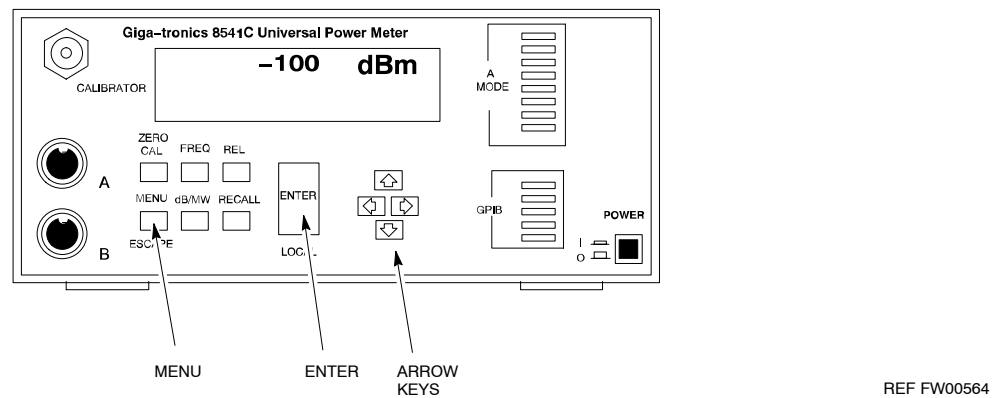 Giga–tronics 8541C Universal Power Meter
–100 dBm
CALIBRATOR
A
MODE
ZERO
CAL
FREQ
REL
A
MENU
dB/MW
RECALL
ENTER
GPIB
POWER
B
ESCAPE
LOCAL
I
O
MENU
ENTER
ARROW
KEYS
REF FW00564